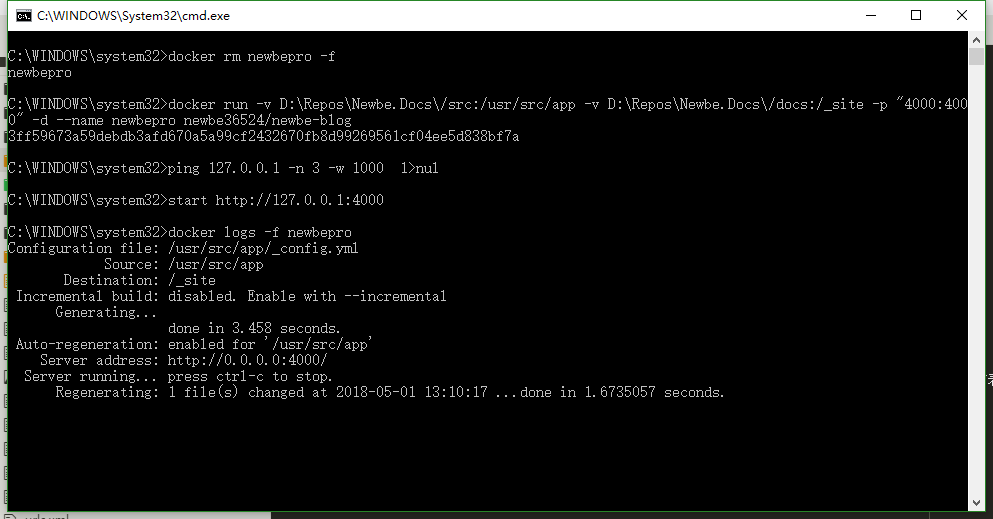 C:\WINDOWS\System32\cmd.exe
C:\WINDOWS\system32>docker rm newbepro -f
newbepro
C:\WINDOWS\system32>docker run -v D:\Repos\Newbe.Docs\/src:/usr/src/app -v D:\Repos\Newbe.Docs\/docs:/_site -p "4000:400
0" -d --name newbepro newbe36524/newbe-blog
3ff59673a59debdb3afd670a5a99cf2432670fb8d99269561cf04ee5d838bf7a
C:\WINDOWS\system32>ping 127.0.0.1 -n 3 -w 1000  1>nul
C:\WINDOWS\system32>start http://127.0.0.1:4000
C:\WINDOWS\system32>docker logs -f newbepro
Configuration file: /usr/src/app/_config.yml
Source: /usr/src/app
Destination: /_site
Incremental build: disabled. Enable with --incremental
Generating...
done in 3.458 seconds.
Auto-regeneration: enabled for '/usr/src/app'
Server address: http://0.0.0.0:4000/
Server running... press ctrl-c to stop.
Regenerating: 1 file(s) changed at 2018-05-01 13:10:17 ...done in 1.6735057 seconds.